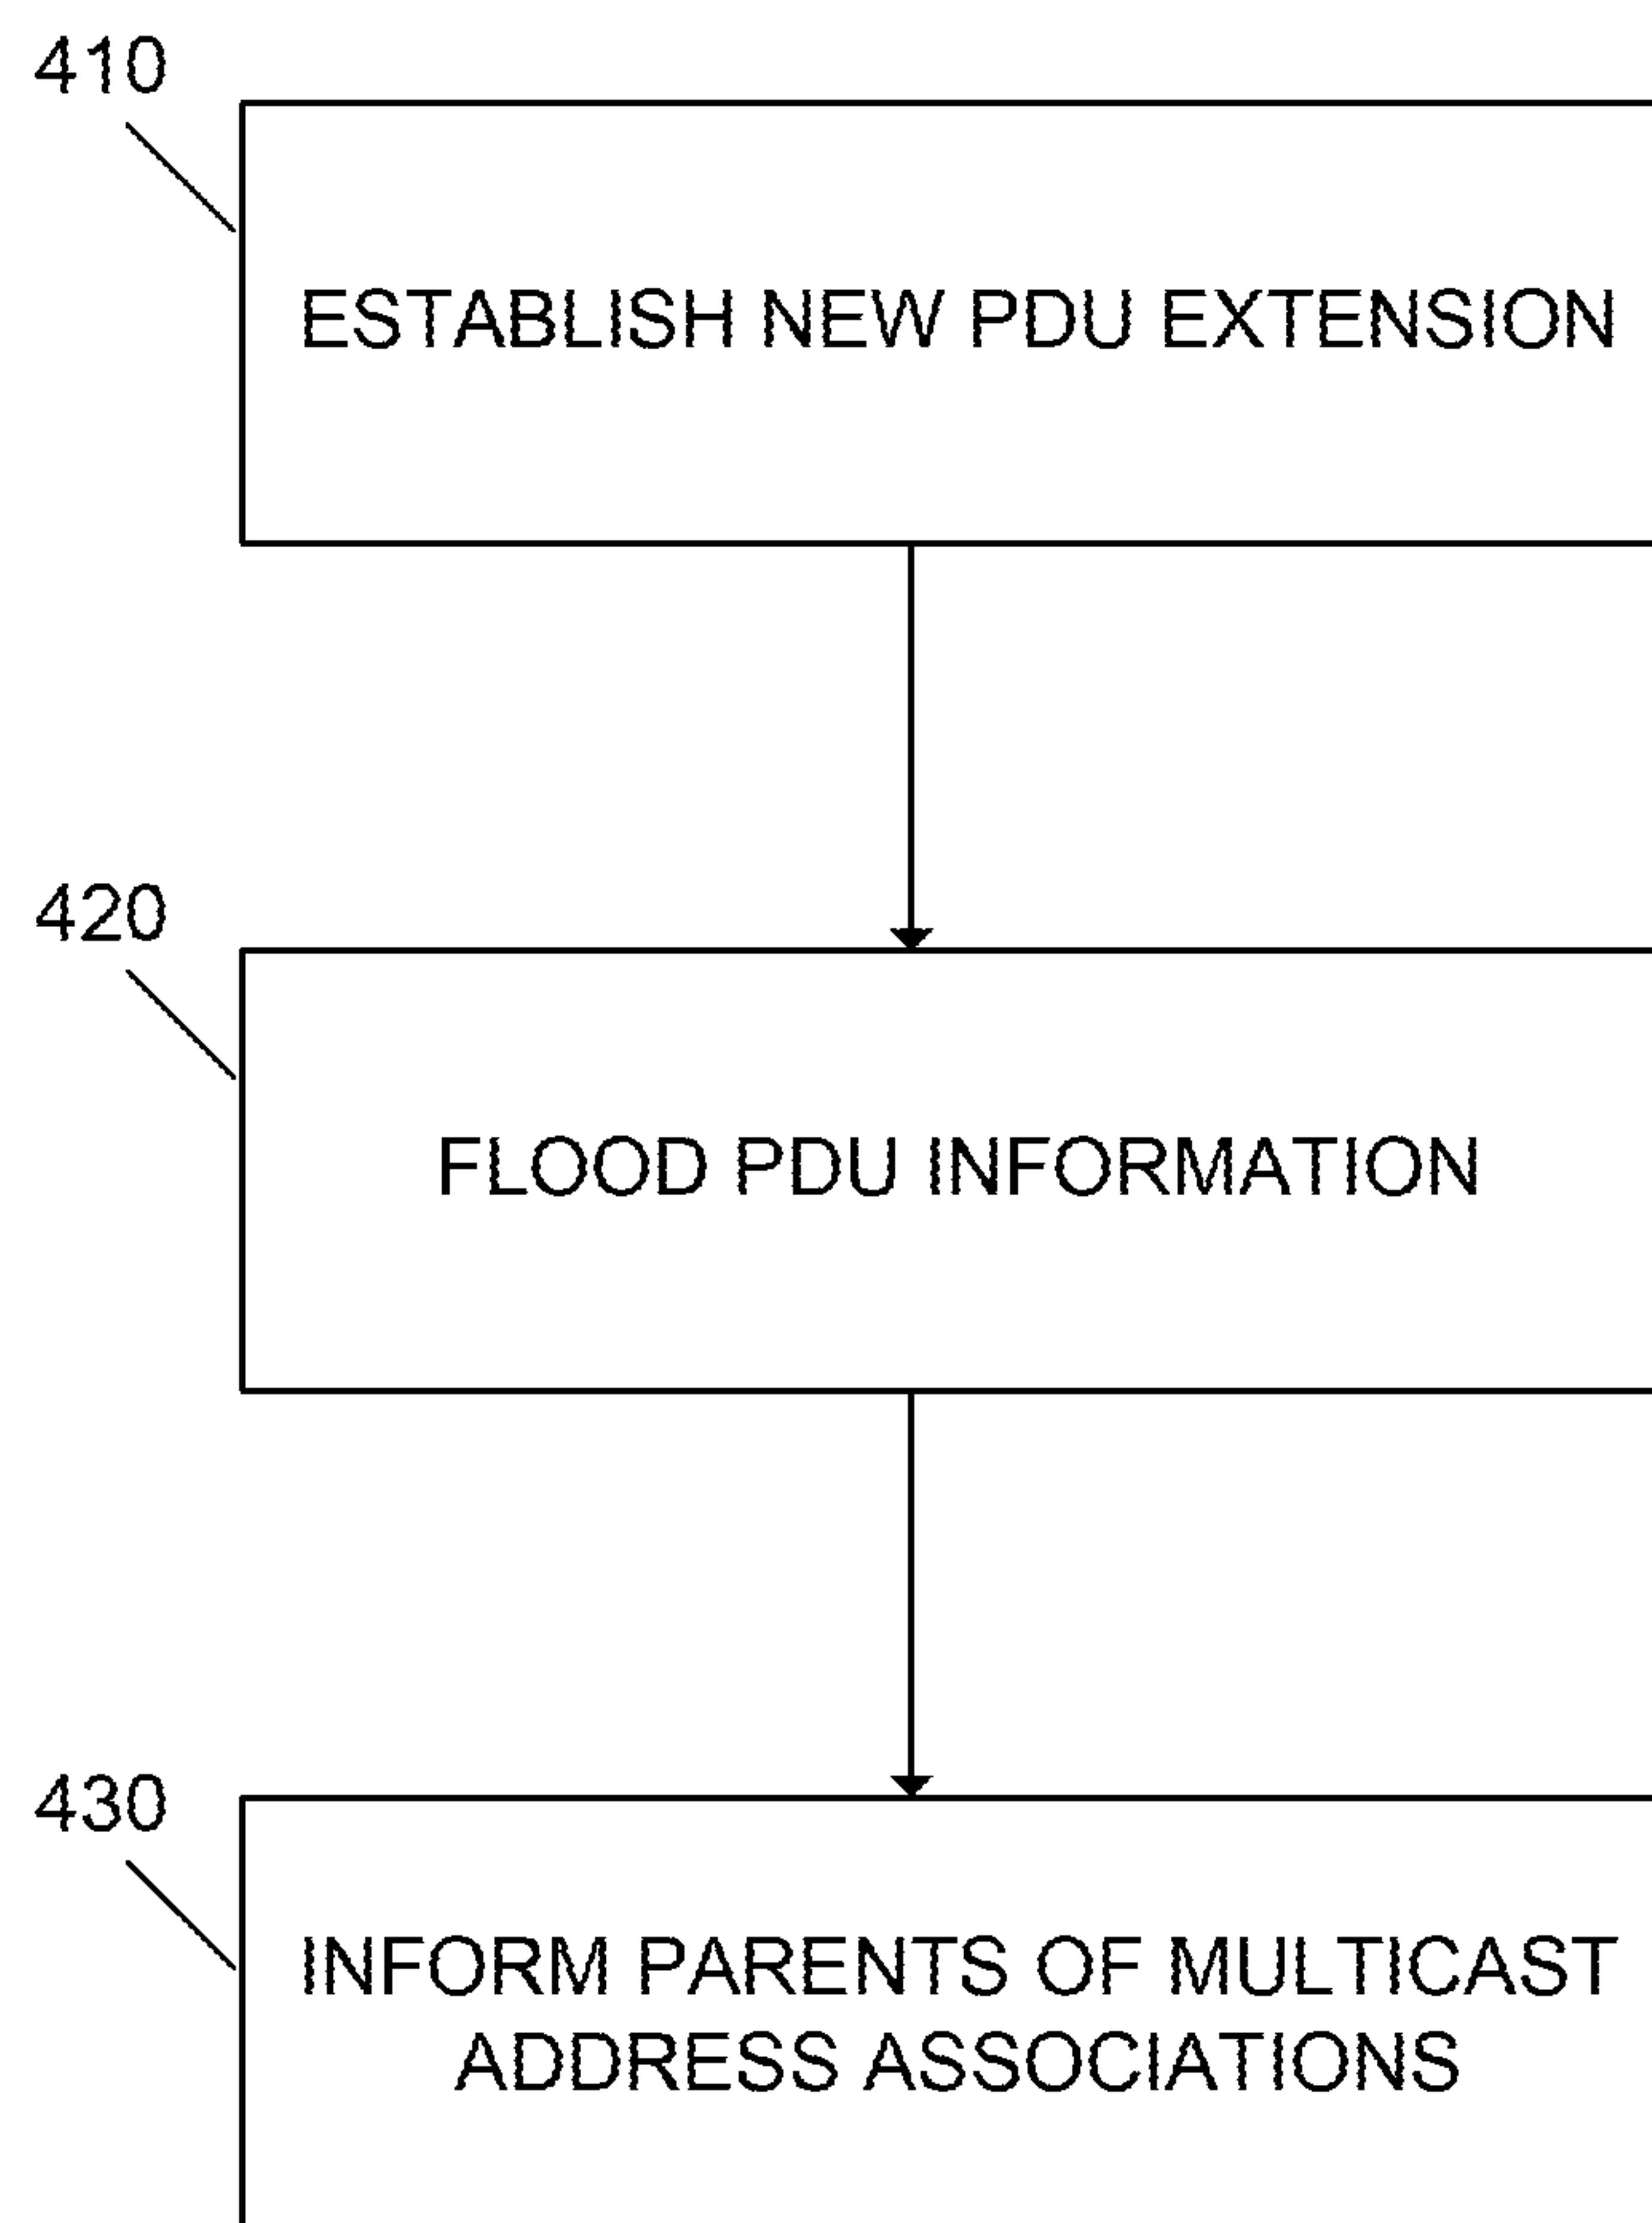 410
ESTABLISH NEW PDU EXTENSION
420
FLOOD PDU INFORMATION
430
INFORM PARENTS OF MULTICAST
ADDRESS ASSOCIATIONS